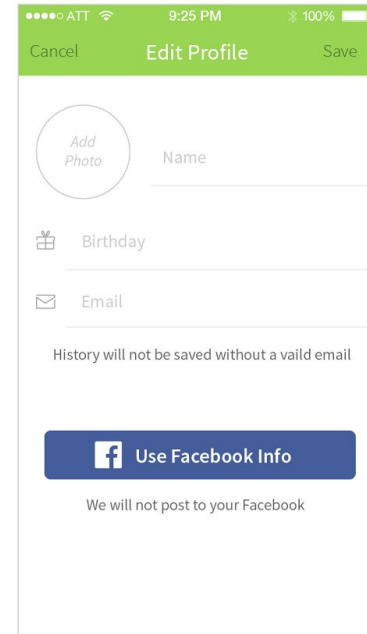 ATT 9:25 PM 100%
Cancel Edit Profile Save
Add
Photo
Name
Birthday
Email
History will not be saved without a vaild email
f Use Facebook Info
We will not post to your Facebook